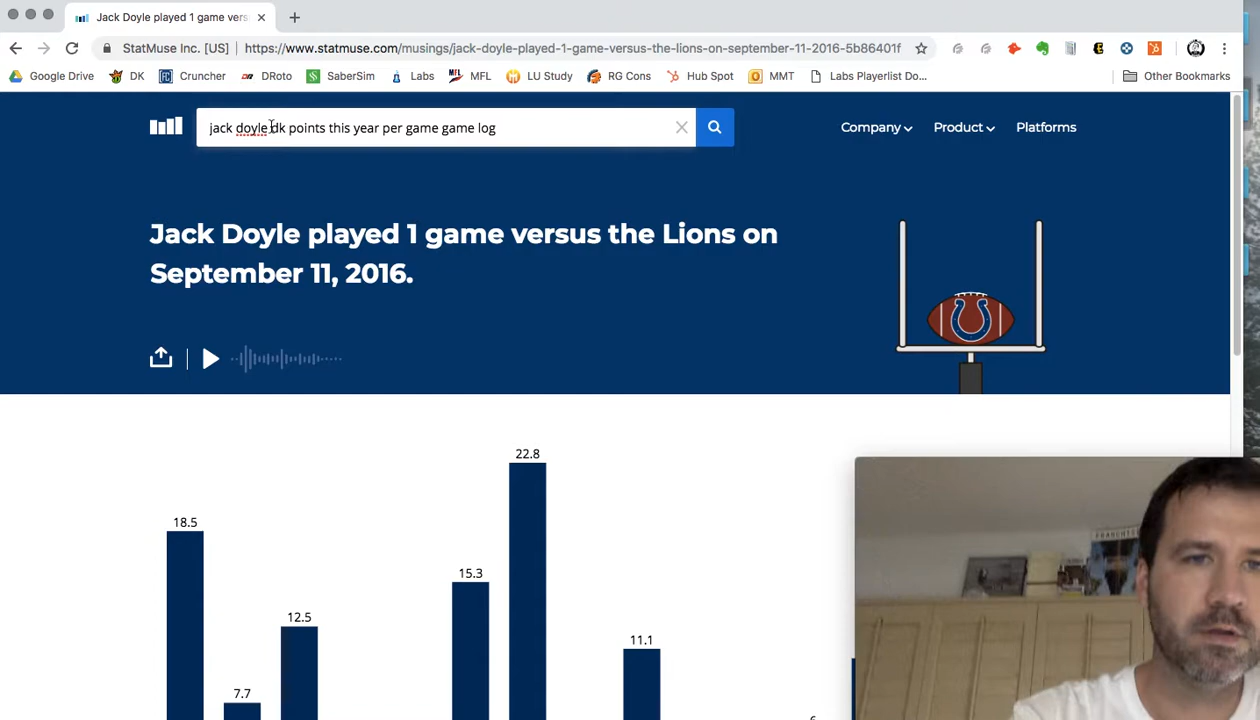 Jack Doyle played 1 game vers
StatMuse Inc. [US]
https://www.statmuse.com/musings/jack-doyle-played-1-game-versus-the-lions-on-september-11-2016-5b86401f
Google Drive DK Cruncher DRoto SaberSim Labs MFL LU Study RG Cons Hub Spot MMT Labs Playerlist Do... Other Bookmarks
jack doyle dk points this year per game game log
Company Product Platforms
Jack Doyle played 1 game versus the Lions on
September 11, 2016.
22.8
18.5
15.3
12.5
11.1
7.7